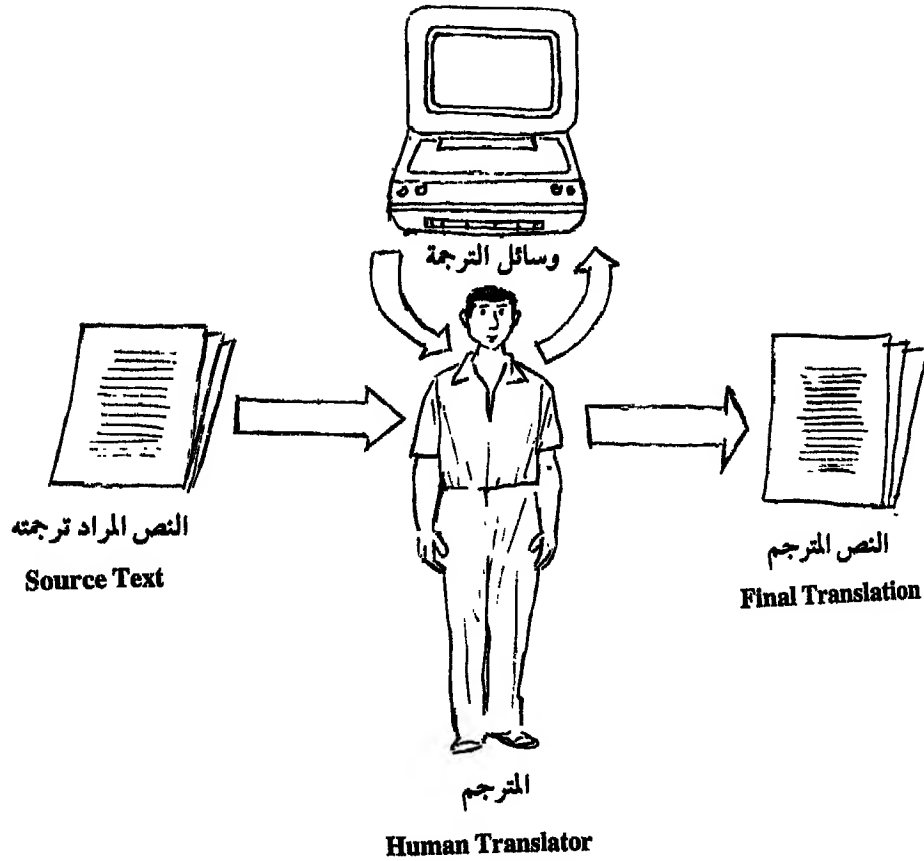 وسائل الترجمة
النص المراد ترجمته
Source Text
النص المترجم
Final Translation
المترجم
Human Translator